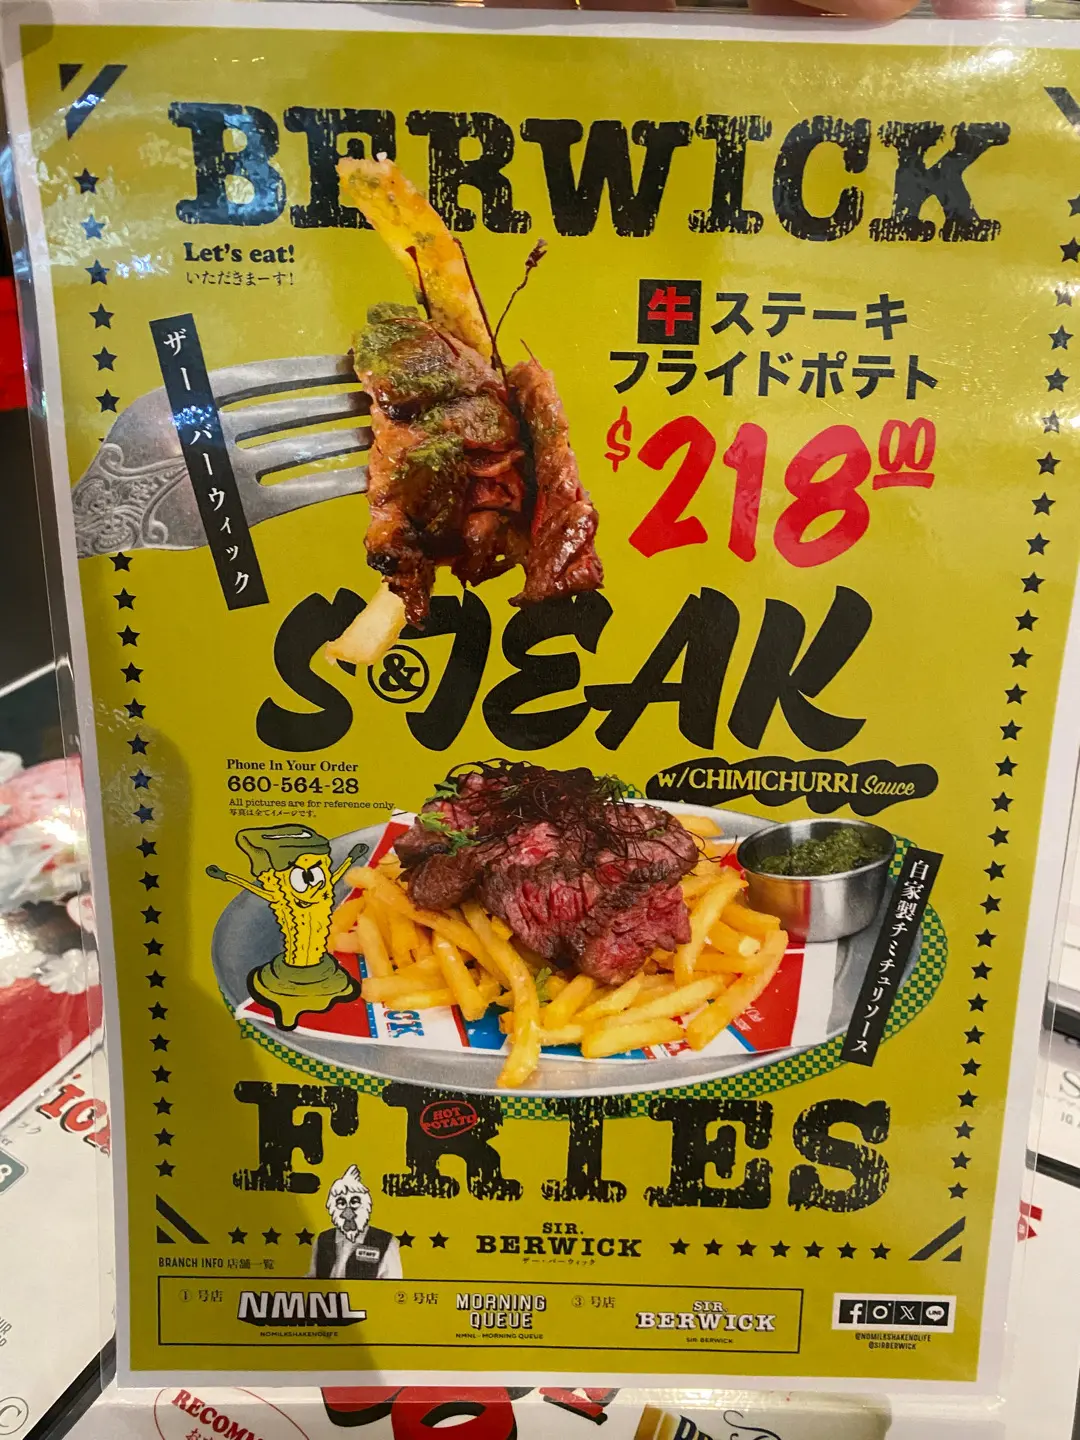 BERWICK
Let's eat!
いただきまーす!
ザー バーウィック
牛ステーキ
フライドポテト
$218.00
STEAK
&
Phone In Your Order
660-564-28
All pictures are for reference only.
写真は全てイメージです。
w/CHIMICHURRI Sauce
自家製チミチュリソース
FRIES
HOT
POTATO
SIR.
BERWICK
ザー・バーウィック
BRANCH INFO 店舗一覧
① 号店
NMNL
NOMILKSHAKENOLIFE
② 号店
MORNING
QUEUE
NMNL - MORNING QUEUE
③ 号店
SIR.
BERWICK
SIR BERWICK
LINE
@NOMILKSHAKENOLIFE
@SIRBERWICK
RECOMM